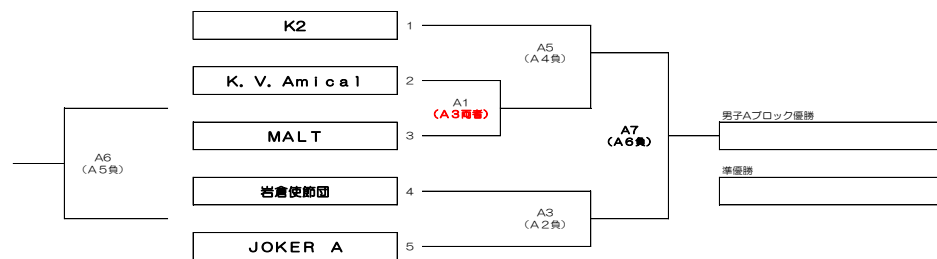 K2
1
A5
(A4負)
K. V. Amical
2
A1
(A3両者)
男子Aブロック優勝
MALT
3
A7
(A6負)
A6
(A5負)
準優勝
岩倉使節団
4
A3
(A2負)
JOKER A
5